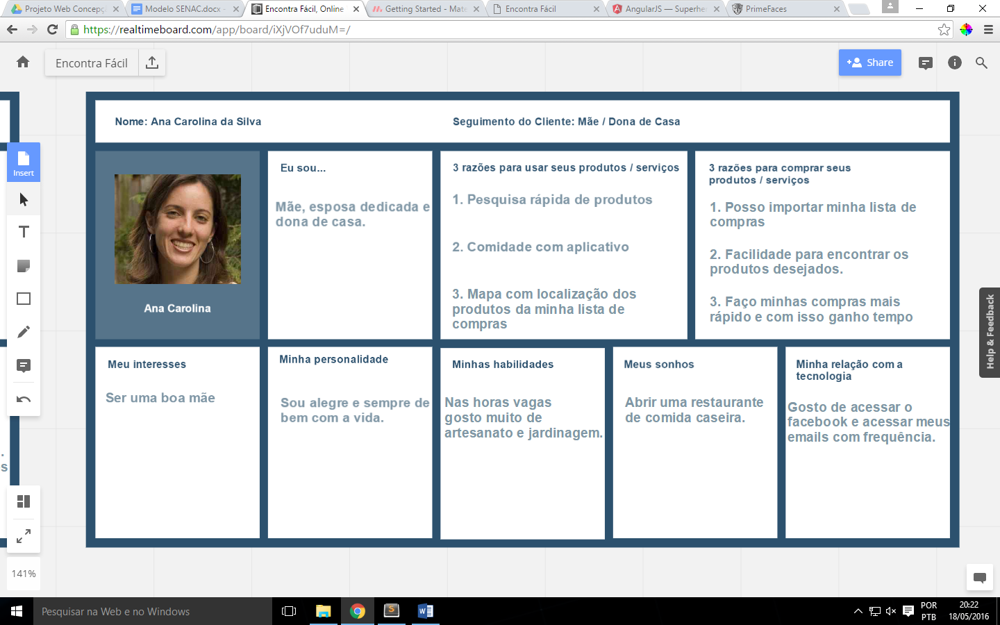 Projeto Web Concepç
Modelo SENAC.docx -
Encontra Fácil, Online
Getting Started - Mate
Encontra Fácil
AngularJS — Superher
PrimeFaces
https://realtimeboard.com/app/board/iXjVOf7uduM=/
Encontra Fácil
Share
Nome: Ana Carolina da Silva
Seguimento do Cliente: Mãe / Dona de Casa
Insert
Ana Carolina
Eu sou...
Mãe, esposa dedicada e
dona de casa.
3 razões para usar seus produtos / serviços
1. Pesquisa rápida de produtos
2. Comidade com aplicativo
3. Mapa com localização dos
produtos da minha lista de
compras
3 razões para comprar seus
produtos / serviços
1. Posso importar minha lista de
compras
2. Facilidade para encontrar os
produtos desejados.
3. Faço minhas compras mais
rápido e com isso ganho tempo
Help & Feedback
Meu interesses
Ser uma boa mãe
Minha personalidade
Sou alegre e sempre de
bem com a vida.
Minhas habilidades
Nas horas vagas
gosto muito de
artesanato e jardinagem.
Meus sonhos
Abrir uma restaurante
de comida caseira.
Minha relação com a
tecnologia
Gosto de acessar o
facebook e acessar meus
emails com frequência.
.
s
141%
Pesquisar na Web e no Windows
POR
PTB
20:22
18/05/2016